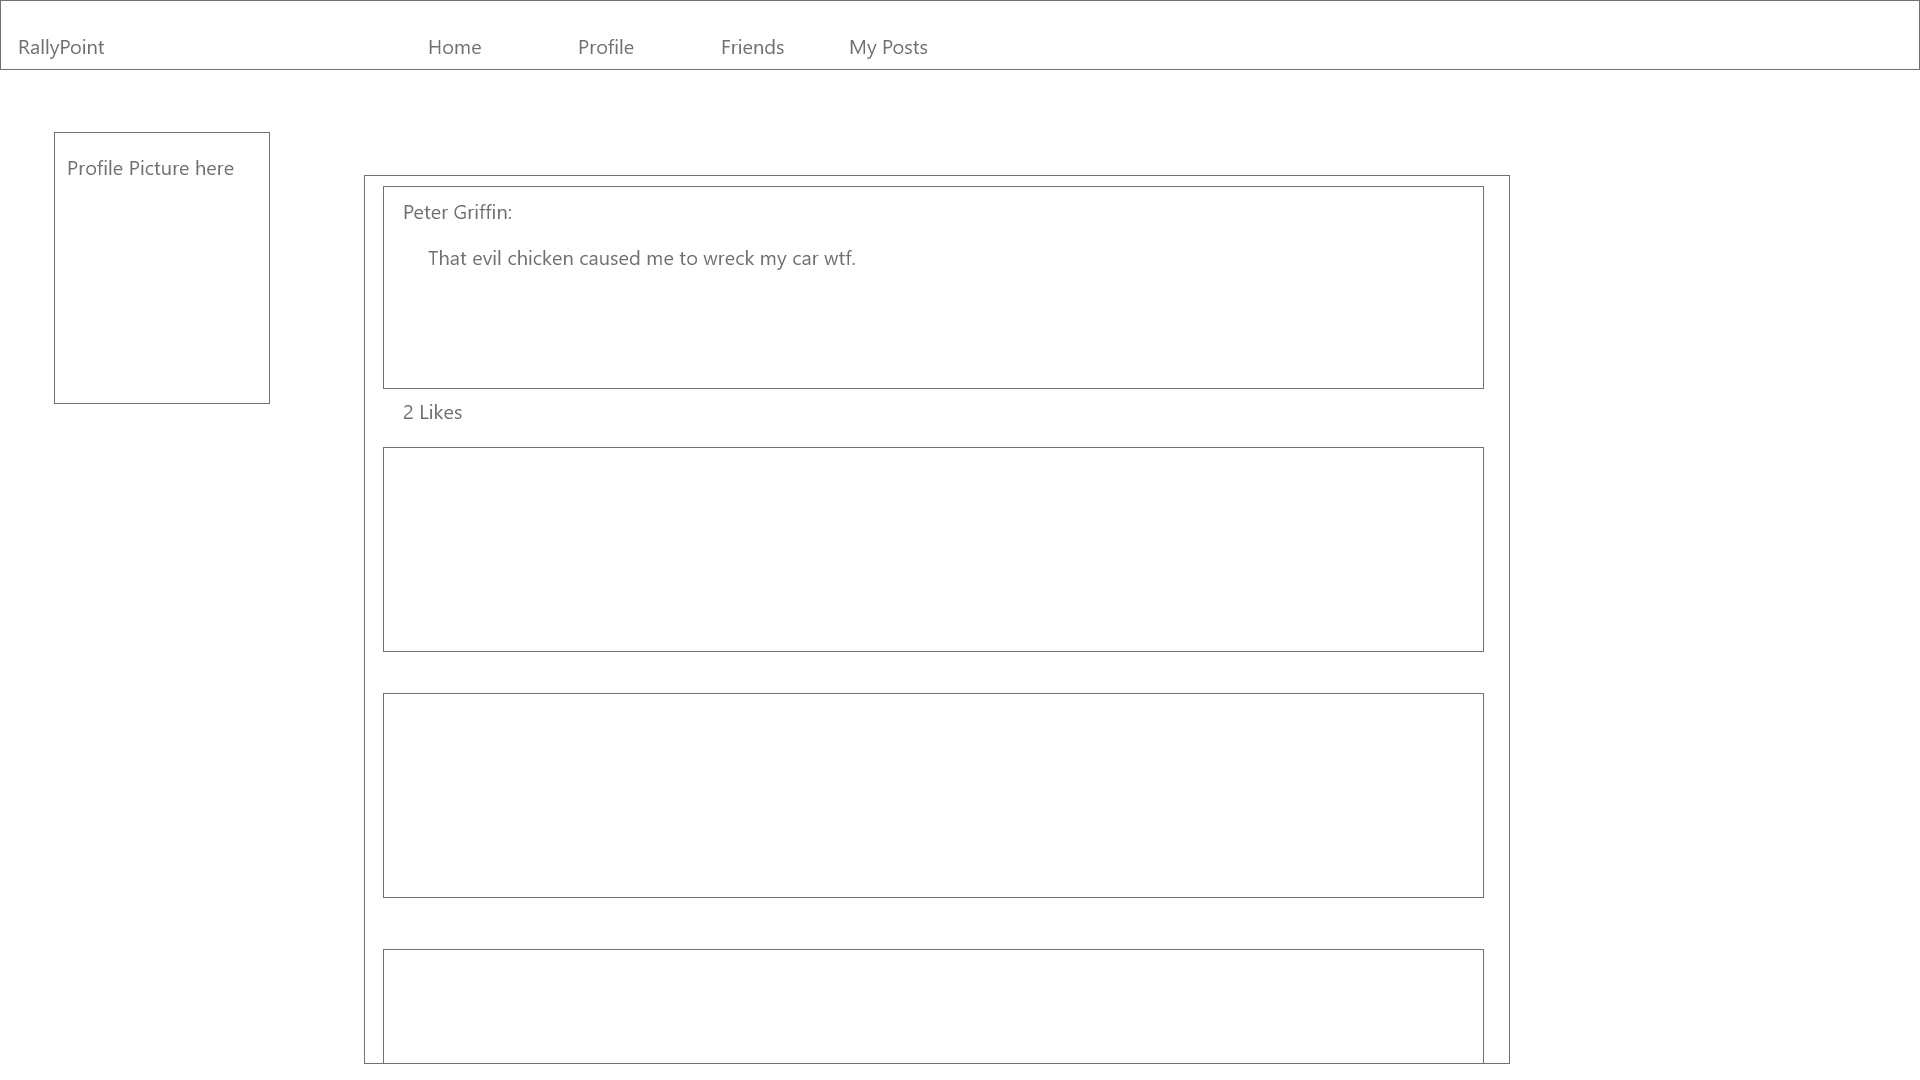 RallyPoint Home Profile Friends My Posts
Profile Picture here
Peter Griffin:
That evil chicken caused me to wreck my car wtf.
2 Likes